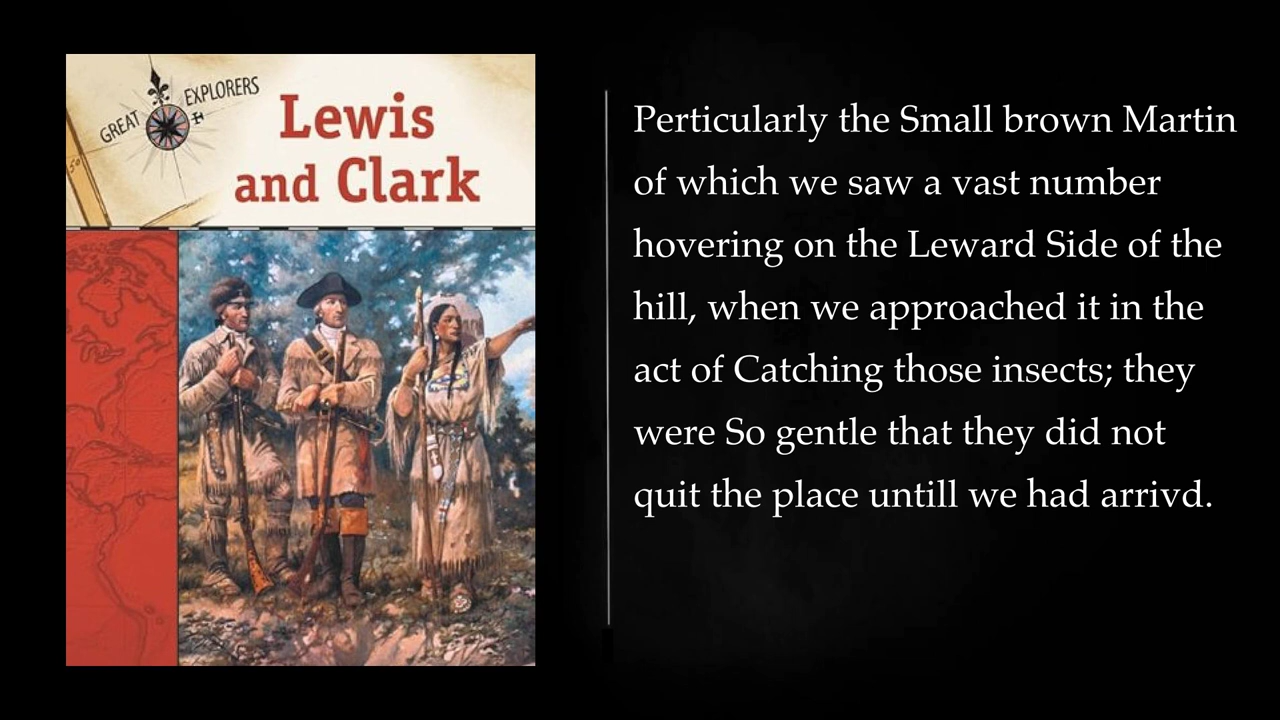 GREAT EXPLORERS
Lewis
and Clark
50
Perticularly the Small brown Martin
of which we saw a vast number
hovering on the Leward Side of the
hill, when we approached it in the
act of Catching those insects; they
were So gentle that they did not
quit the place untill we had arrivd.